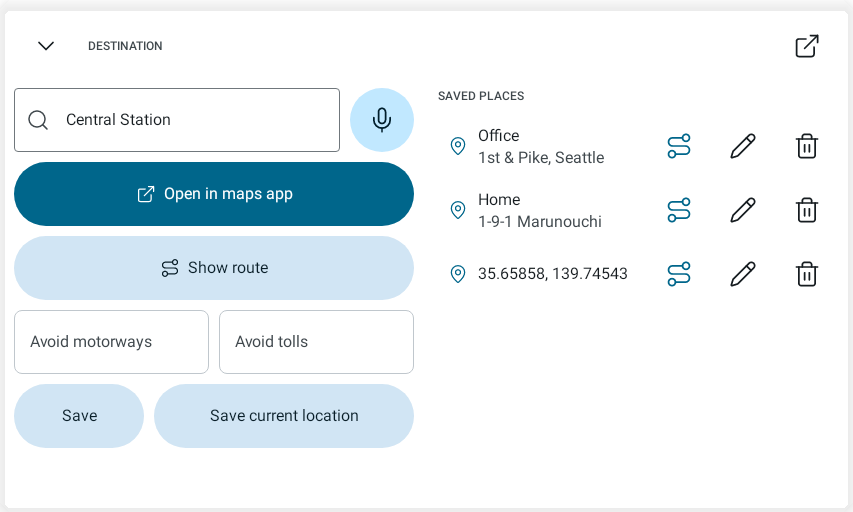 DESTINATION
Central Station
Open in maps app
Show route
Avoid motorways
Avoid tolls
Save
Save current location
SAVED PLACES
Office
1st & Pike, Seattle
Home
1-9-1 Marunouchi
35.65858, 139.74543